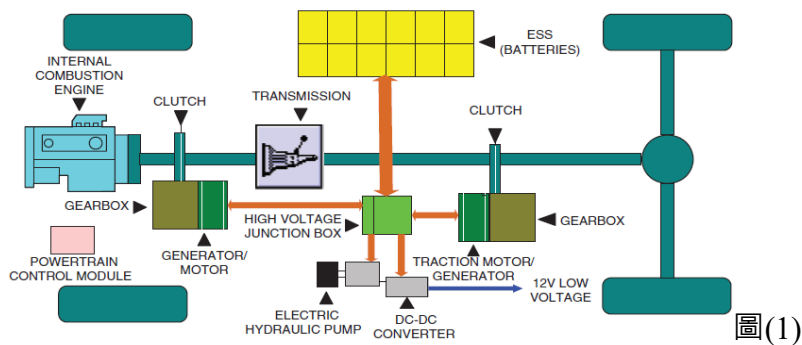 ESS
(BATTERIES)
INTERNAL
COMBUSTION
ENGINE
CLUTCH
TRANSMISSION
CLUTCH
GEARBOX
HIGH VOLTAGE
JUNCTION BOX
GEARBOX
POWERTRAIN
CONTROL MODULE
GENERATOR/
MOTOR
TRACTION MOTOR/
GENERATOR
12V LOW
VOLTAGE
ELECTRIC
HYDRAULIC PUMP
DC-DC
CONVERTER
圖(1)